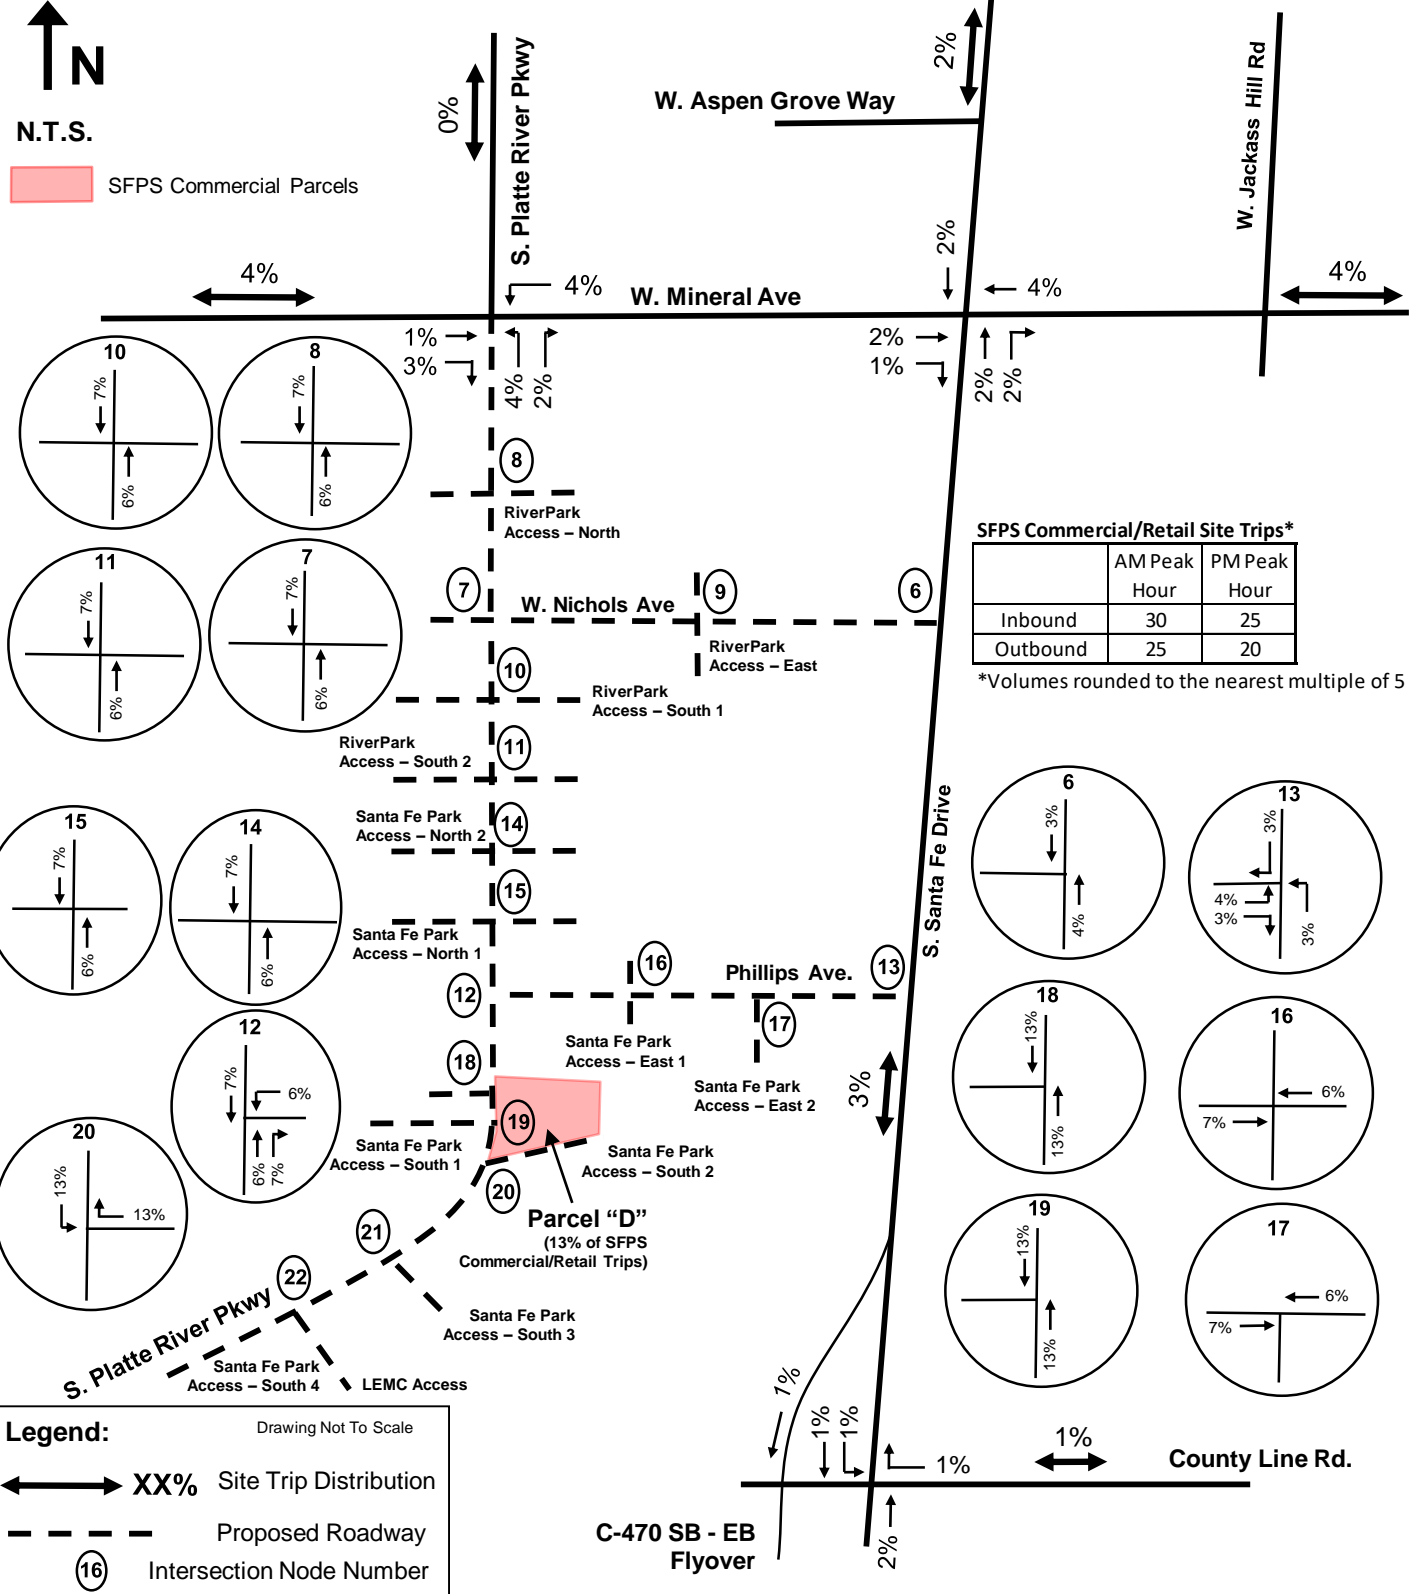 N
N.T.S.
SFPS Commercial Parcels
0%
S. Platte River Pkwy
W. Aspen Grove Way
2%
W. Jackass Hill Rd
4%
4%
W. Mineral Ave
2%
4%
4%
1%
3%
4%
2%
2%
1%
2%
2%
10
7%
6%
8
7%
6%
8
RiverPark
Access – North
11
7%
6%
7
7%
6%
7
W. Nichols Ave
9
6
RiverPark
Access – East
SFPS Commercial/Retail Site Trips*
AM Peak Hour
PM Peak Hour
Inbound 30 25
Outbound 25 20
*Volumes rounded to the nearest multiple of 5
10
RiverPark
Access – South 1
RiverPark
Access – South 2
11
Santa Fe Park
Access – North 2
14
15
Santa Fe Park
Access – North 1
15
7%
6%
14
7%
6%
S. Santa Fe Drive
6
3%
4%
13
3%
4%
3%
3%
12
16
Phillips Ave.
13
17
Santa Fe Park
Access – East 1
Santa Fe Park
Access – East 2
3%
18
13%
13%
16
6%
7%
12
7%
6%
6%
7%
18
19
Santa Fe Park
Access – South 1
Santa Fe Park
Access – South 2
20
20
13%
13%
Parcel “D”
(13% of SFPS
Commercial/Retail Trips)
21
22
Santa Fe Park
Access – South 3
S. Platte River Pkwy
Santa Fe Park
Access – South 4
LEMC Access
19
13%
13%
17
6%
7%
1%
1%
1%
1%
1%
County Line Rd.
2%
C-470 SB - EB
Flyover
Legend:
Drawing Not To Scale
XX% Site Trip Distribution
Proposed Roadway
16 Intersection Node Number